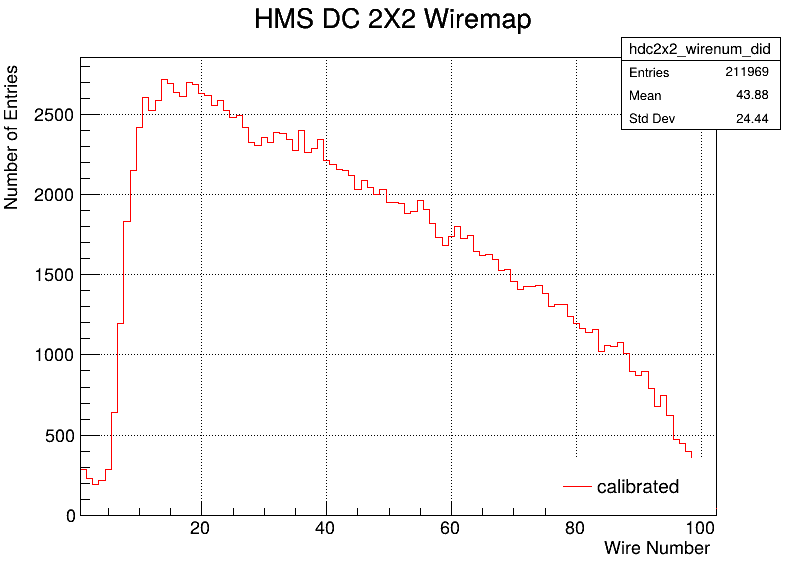 HMS DC 2X2 Wiremap
hdc2x2_wirenum_did
Entries 211969
Mean 43.88
Std Dev 24.44
Number of Entries
2500
2000
1500
1000
500
0
calibrated
20 40 60 80 100
Wire Number